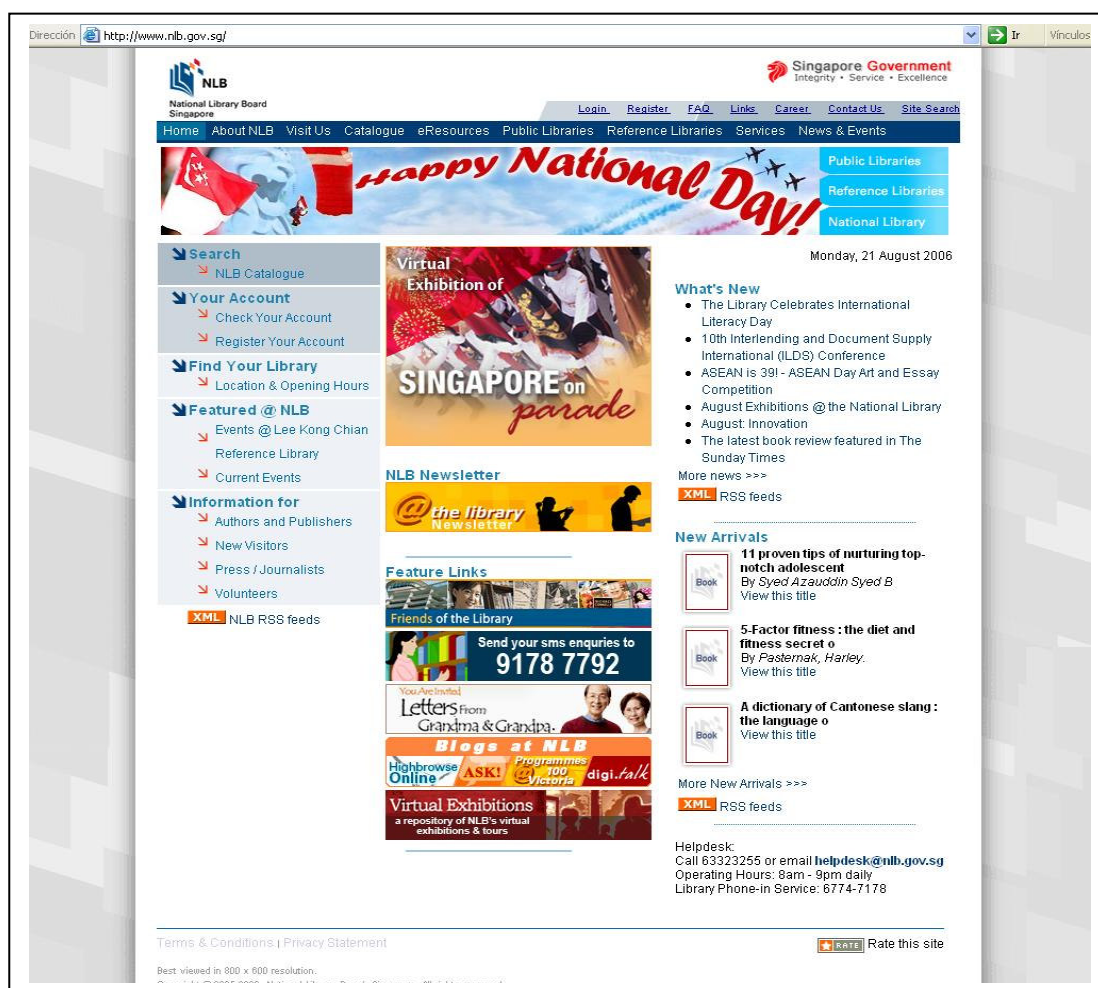 Dirección http://www.nlb.gov.sg/ Ir Vínculos
NLB
National Library Board
Singapore
Singapore Government
Integrity • Service • Excellence
Login Register FAQ Links Career Contact Us Site Search
Home About NLB Visit Us Catalogue eResources Public Libraries Reference Libraries Services News & Events
Happy National Day!
Public Libraries
Reference Libraries
National Library
Search
NLB Catalogue
Your Account
Check Your Account
Register Your Account
Find Your Library
Location & Opening Hours
Featured @ NLB
Events @ Lee Kong Chian
Reference Library
Current Events
Information for
Authors and Publishers
New Visitors
Press / Journalists
Volunteers
XML NLB RSS feeds
Virtual
Exhibition of
SINGAPORE on
parade
NLB Newsletter
@ the library
Newsletter
Feature Links
Friends of the Library
Send your sms enquries to
9178 7792
You Are Invited
Letters From
Grandma & Grandpa.
Blogs at NLB
Highbrowse
Online
ASK!
Programmes
@ 100
Victoria
digi.talk
Virtual Exhibitions
a repository of NLB's virtual
exhibitions & tours
Monday, 21 August 2006
What's New
• The Library Celebrates International
Literacy Day
• 10th Interlending and Document Supply
International (ILDS) Conference
• ASEAN is 39! - ASEAN Day Art and Essay
Competition
• August Exhibitions @ the National Library
• August: Innovation
• The latest book review featured in The
Sunday Times
More news >>>
XML RSS feeds
New Arrivals
Book
11 proven tips of nurturing top-
notch adolescent
By Syed Azauddin Syed B
View this title
Book
5-Factor fitness : the diet and
fitness secret o
By Pasternak, Harley.
View this title
Book
A dictionary of Cantonese slang :
the language o
View this title
More New Arrivals >>>
XML RSS feeds
Helpdesk:
Call 63323255 or email helpdesk@nlb.gov.sg
Operating Hours: 8am - 9pm daily
Library Phone-in Service: 6774-7178
Terms & Conditions | Privacy Statement
RATE Rate this site
Best viewed in 800 x 600 resolution.